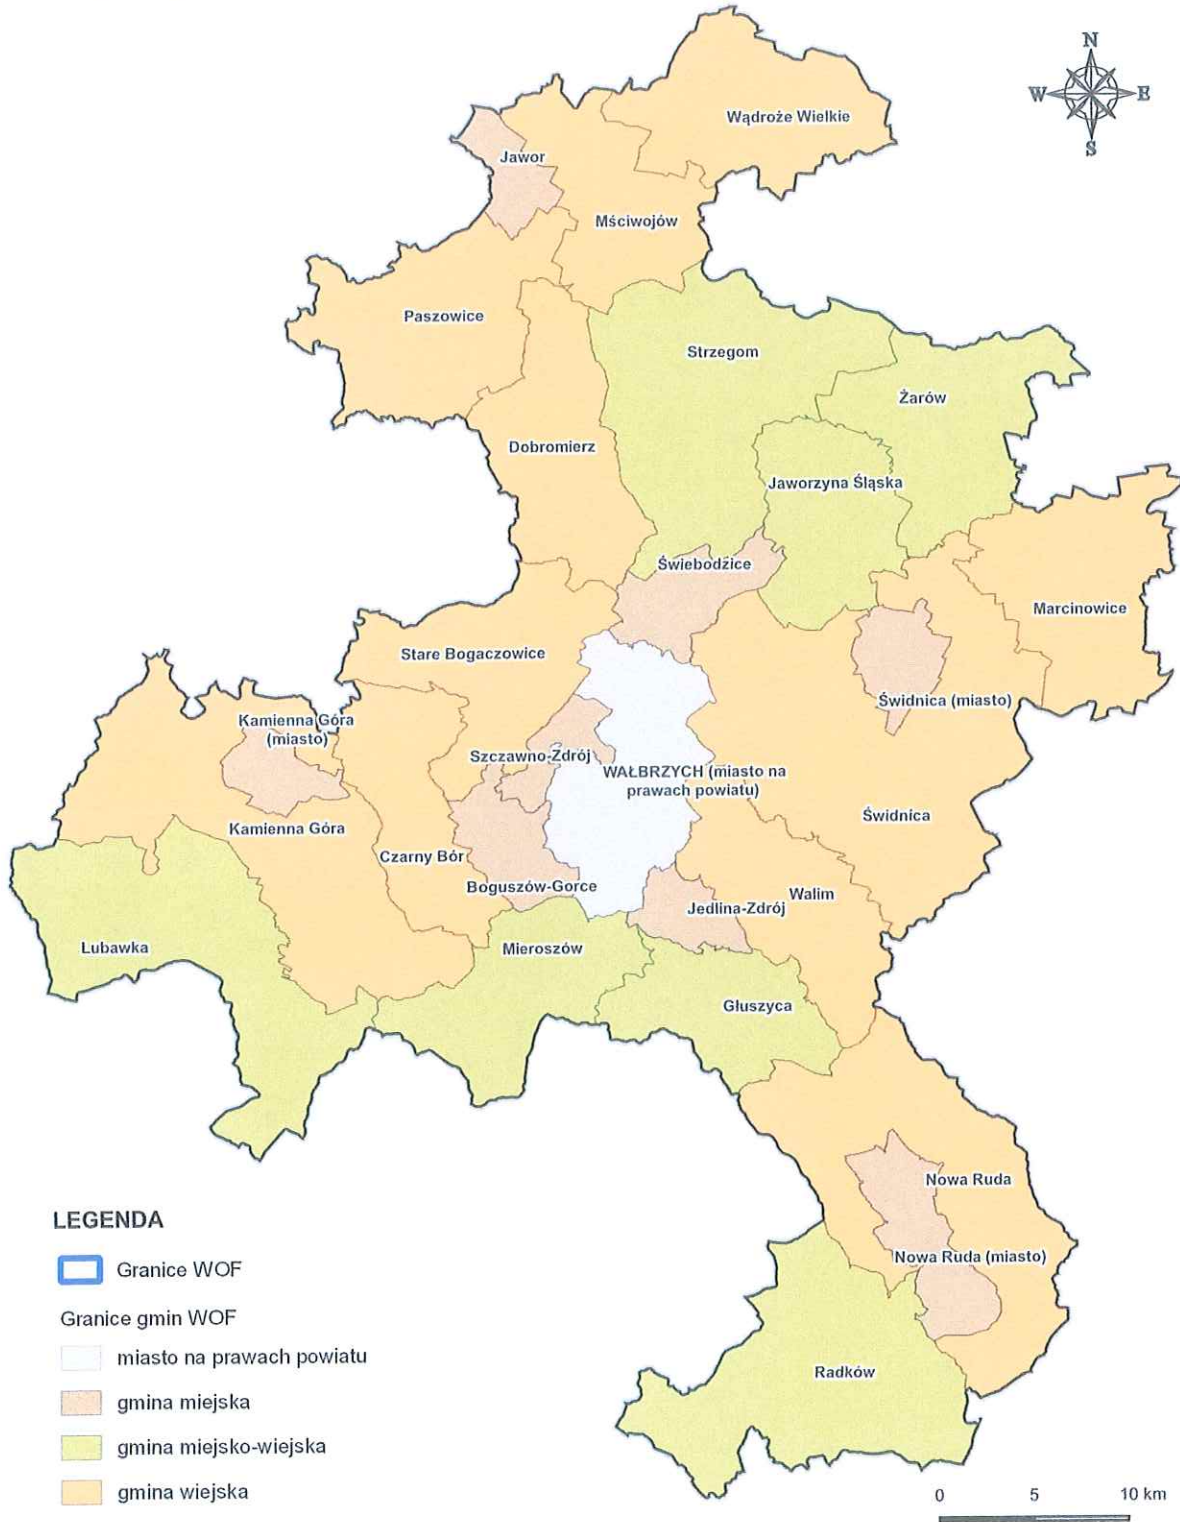 N
W E
S
Wądroże Wielkie
Jawor
Mściwojów
Paszowice
Strzegom
Żarów
Dobromierz
Jaworzyna Śląska
Świebodzice
Marcinowice
Stare Bogaczowice
Świdnica (miasto)
Kamienna Góra
(miasto)
Szczawno-Zdrój
WAŁBRZYCH (miasto na
prawach powiatu)
Świdnica
Kamienna Góra
Czarny Bór
Boguszów-Gorce
Walim
Jedlina-Zdrój
Lubawka
Mieroszów
Głuszyca
Nowa Ruda
Nowa Ruda (miasto)
Radków
LEGENDA
Granice WOF
Granice gmin WOF
miasto na prawach powiatu
gmina miejska
gmina miejsko-wiejska
gmina wiejska
0 5 10 km